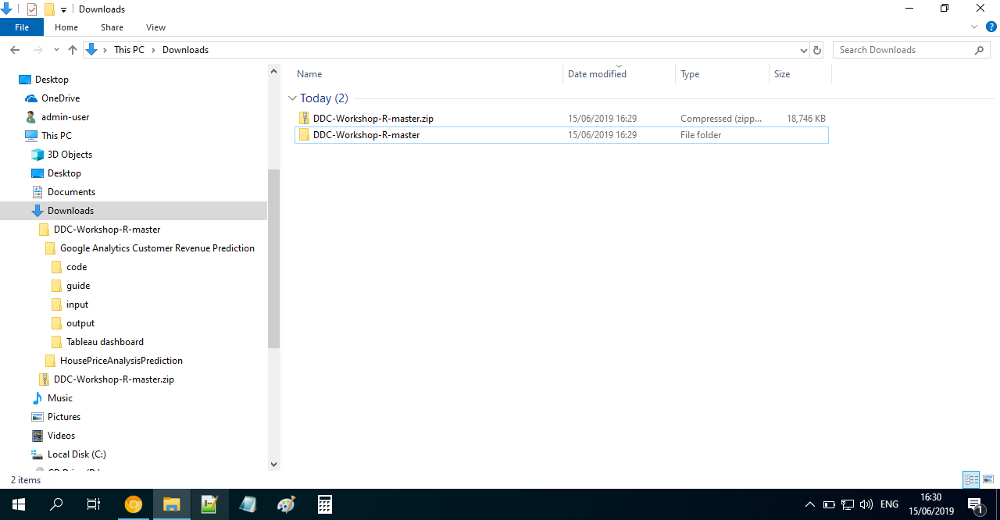 Downloads
File Home Share View
This PC Downloads
Search Downloads
Name Date modified Type Size
Desktop
OneDrive
admin-user
This PC
3D Objects
Desktop
Documents
Downloads
DDC-Workshop-R-master
Google Analytics Customer Revenue Prediction
code
guide
input
output
Tableau dashboard
HousePriceAnalysisPrediction
DDC-Workshop-R-master.zip
Music
Pictures
Videos
Local Disk (C:)
Today (2)
DDC-Workshop-R-master.zip 15/06/2019 16:29 Compressed (zipp... 18,746 KB
DDC-Workshop-R-master 15/06/2019 16:29 File folder
2 items
ENG
16:30
15/06/2019
1